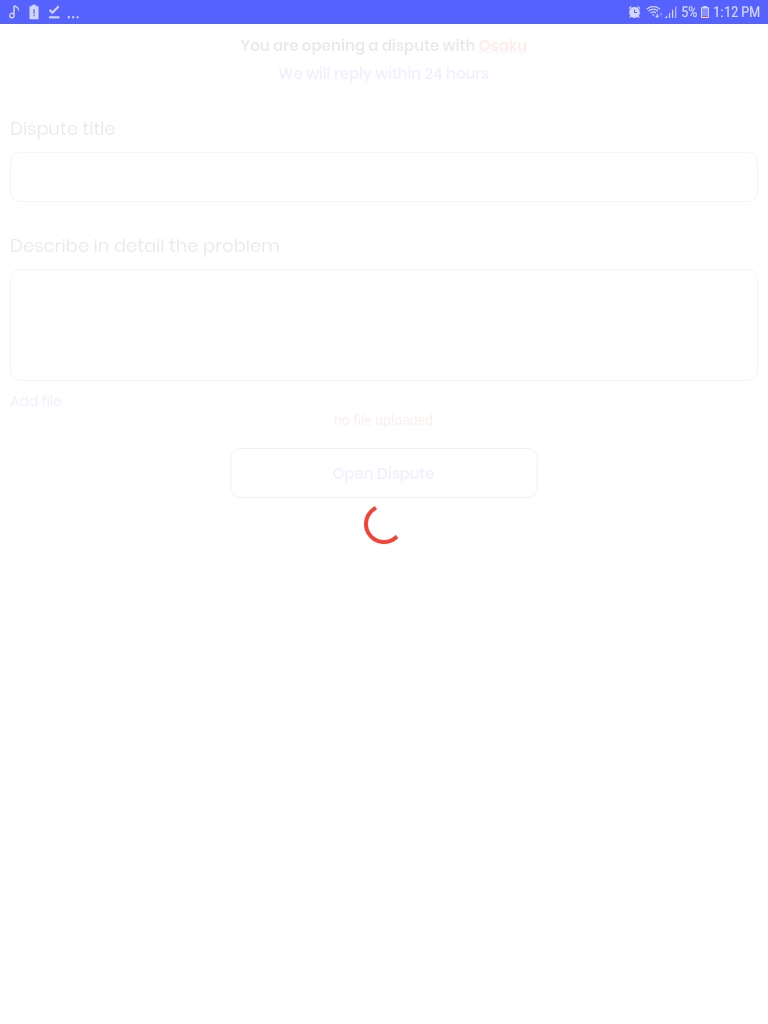 ... 5% 1:12 PM
You are opening a dispute with Osaku
We will reply within 24 hours
Dispute title
Describe in detail the problem
Add file
no file uploaded
Open Dispute